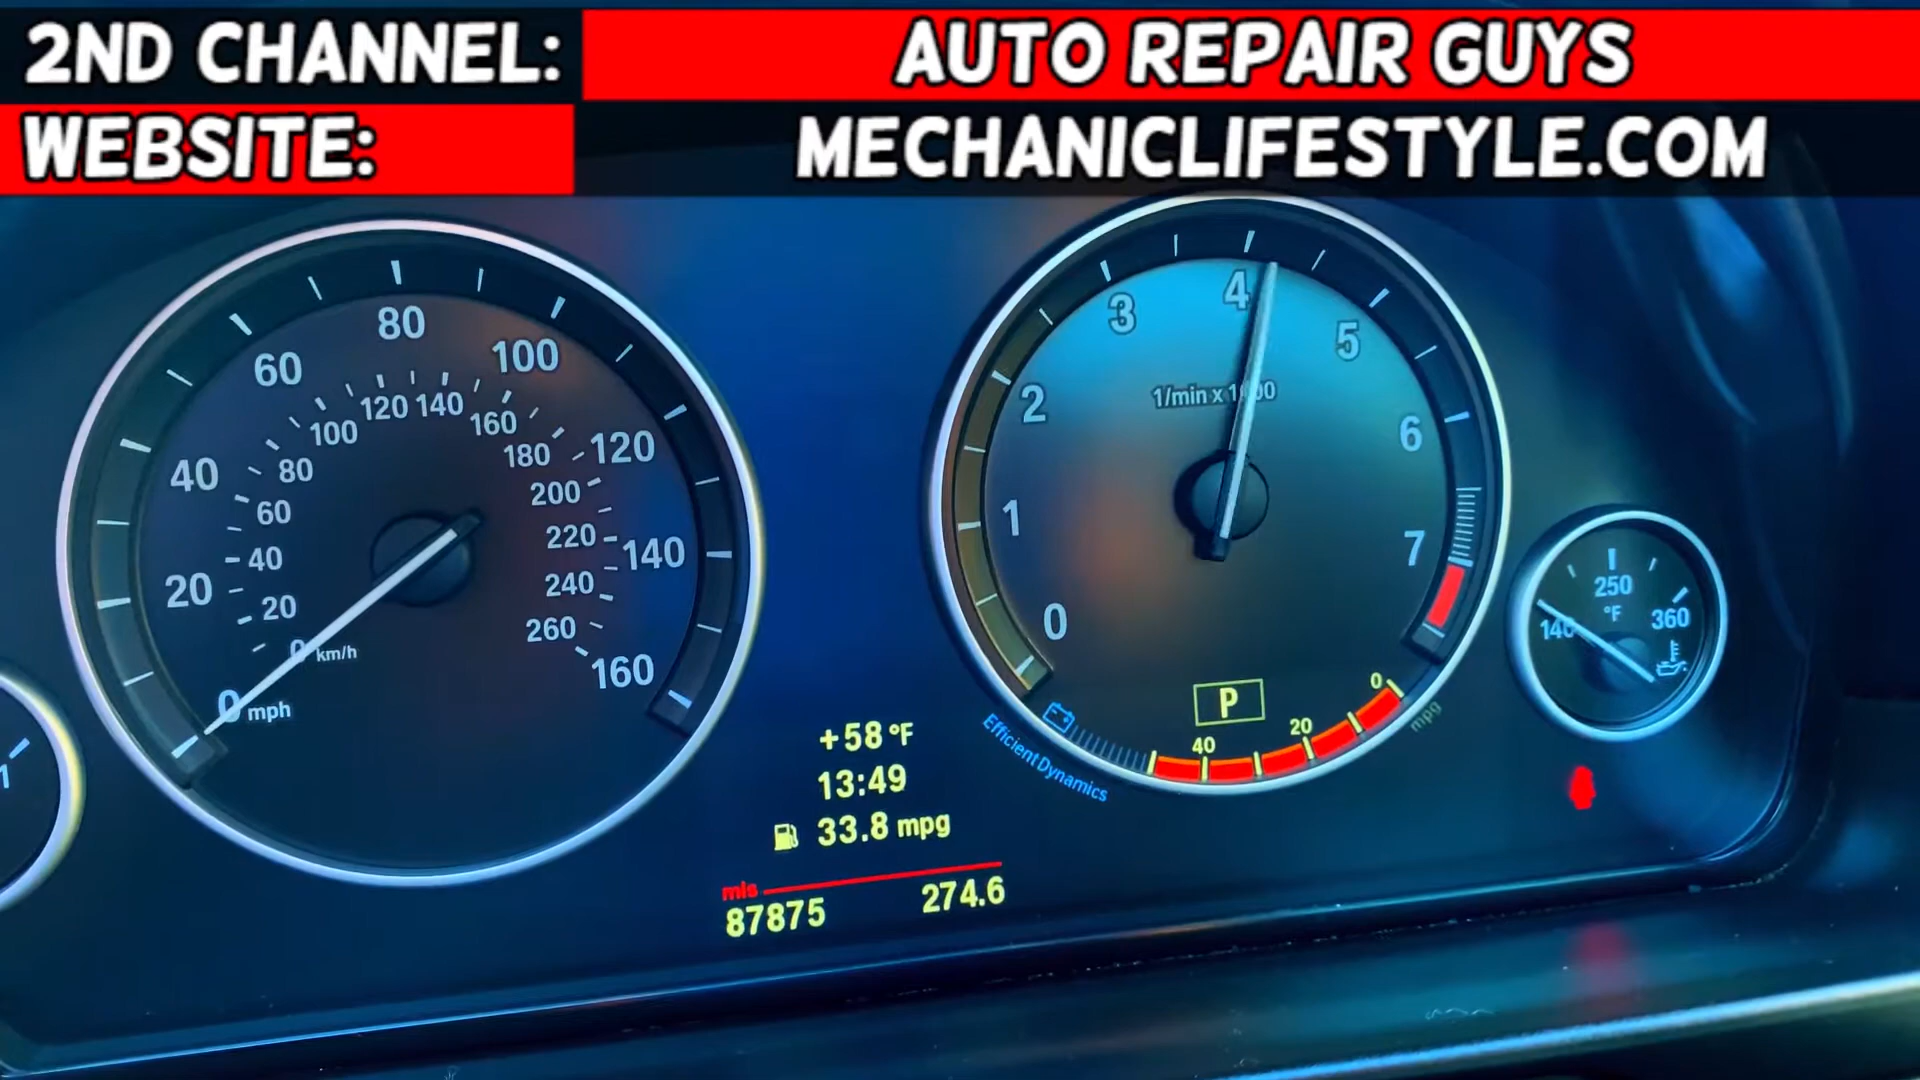 2ND CHANNEL: AUTO REPAIR GUYS
WEBSITE: MECHANICLIFESTYLE.COM
0 20 40 60 80 100 120 140 160
mph
0 20 40 60 80 100 120 140 160 180 200 220 240 260
km/h
0 1 2 3 4 5 6 7
1/min x 1000
P
40 20 0
mpg
EfficientDynamics
140 250 360
°F
1
+58 °F
13:49
33.8 mpg
mls
87875 274.6